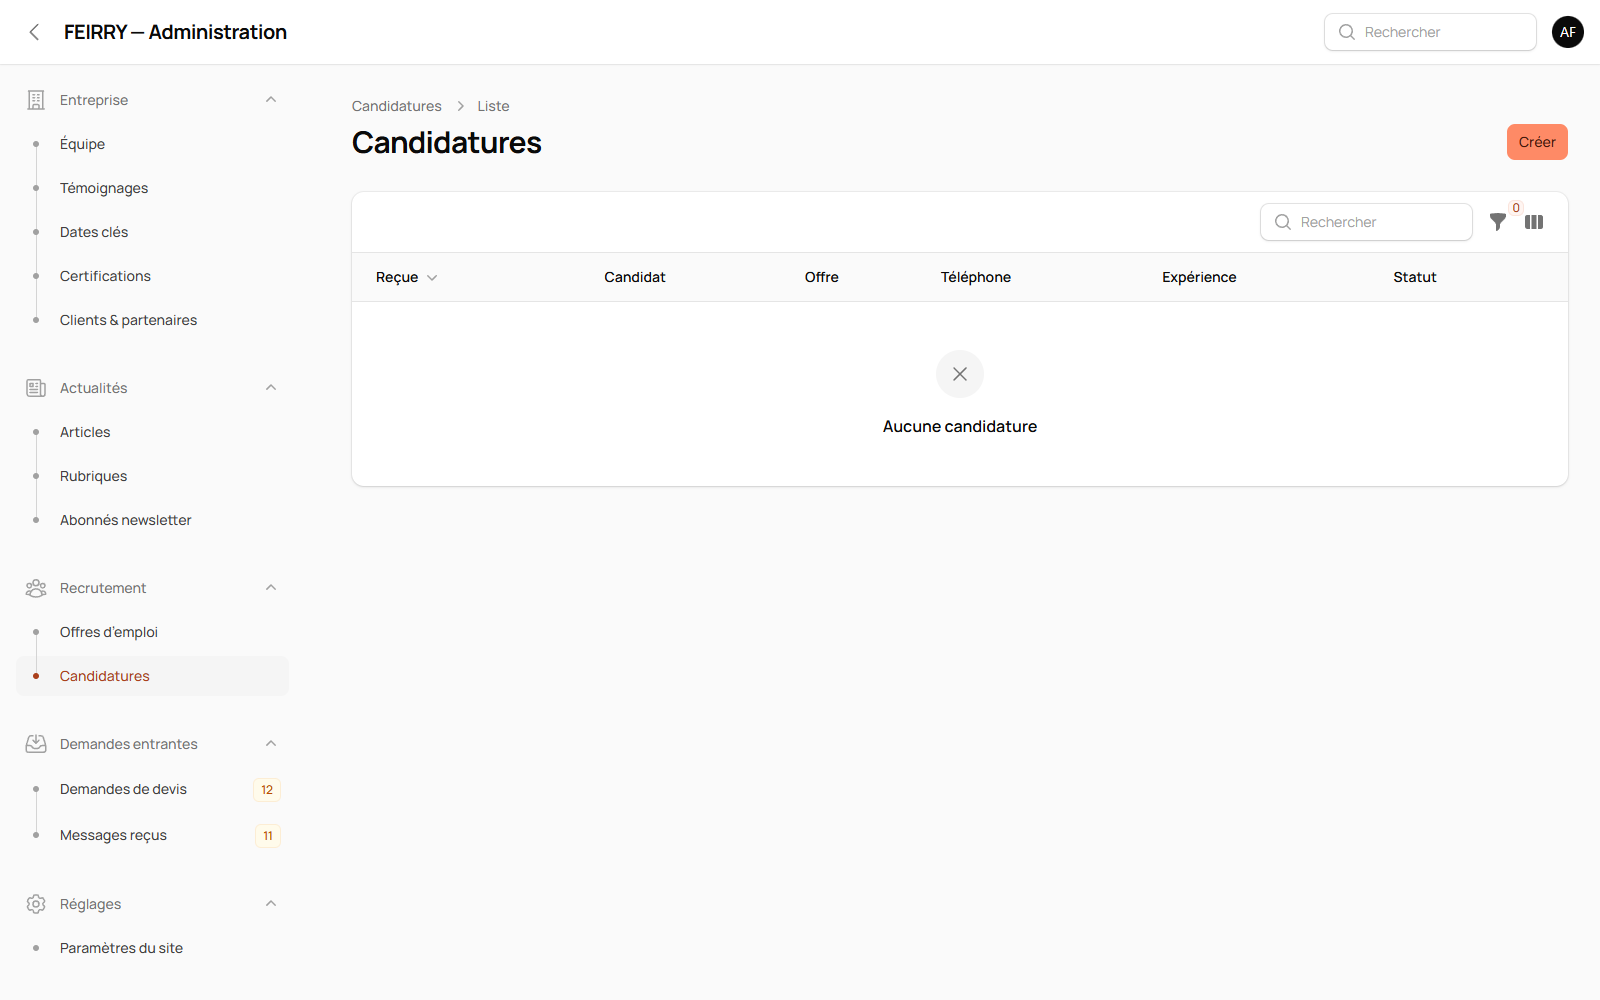 FEIRRY — Administration
Rechercher
AF
Entreprise
Équipe
Témoignages
Dates clés
Certifications
Clients & partenaires
Actualités
Articles
Rubriques
Abonnés newsletter
Recrutement
Offres d’emploi
Candidatures
Demandes entrantes
Demandes de devis 12
Messages reçus 11
Réglages
Paramètres du site
Candidatures > Liste
Candidatures
Créer
Rechercher
0
Reçue Candidat Offre Téléphone Expérience Statut
Aucune candidature